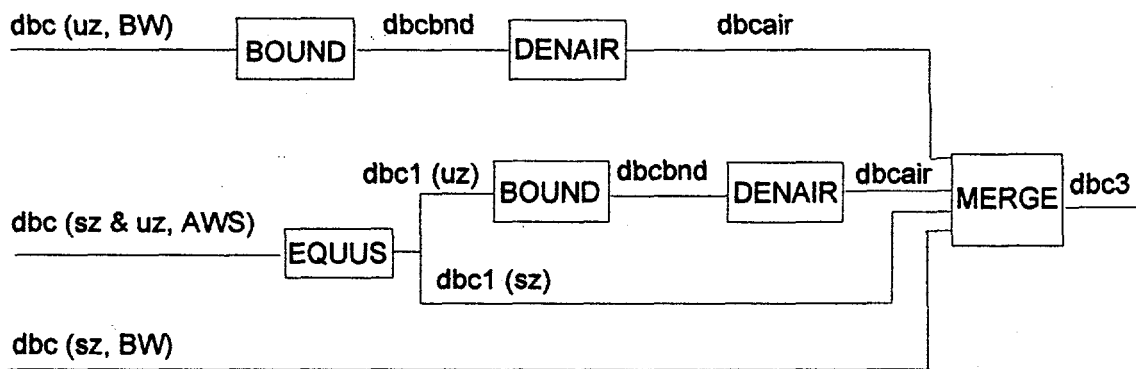 dbc (uz, BW)
BOUND
dbcbnd
DENAIR
dbcair
dbc1 (uz)
BOUND
dbcbnd
DENAIR
dbcair
MERGE
dbc3
dbc (sz & uz, AWS)
EQUUS
dbc1 (sz)
dbc (sz, BW)